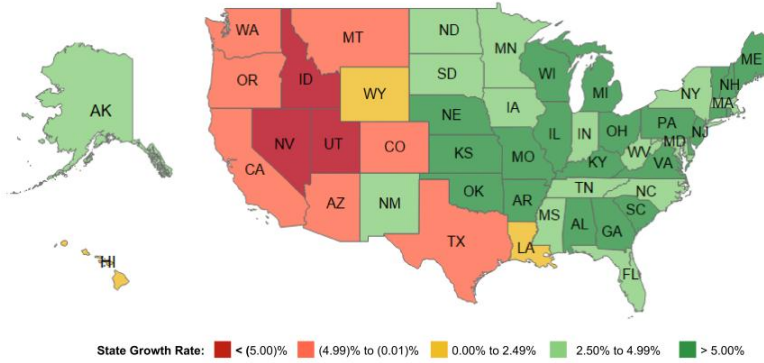 ME
WA
ND
MT
MN
NH
WI
OR
SD
NY
MA
ID
MI
AK
WY
IA
PA
NJ
NE
OH
IL
IN
MD
NV
UT
CO
WV
VA
KS
MO
KY
CA
NC
TN
OK
AR
AZ
NM
SC
MS
AL
GA
TX
LA
HI
FL
State Growth Rate: < (5.00)% (4.99)% to (0.01)% 0.00% to 2.49% 2.50% to 4.99% > 5.00%